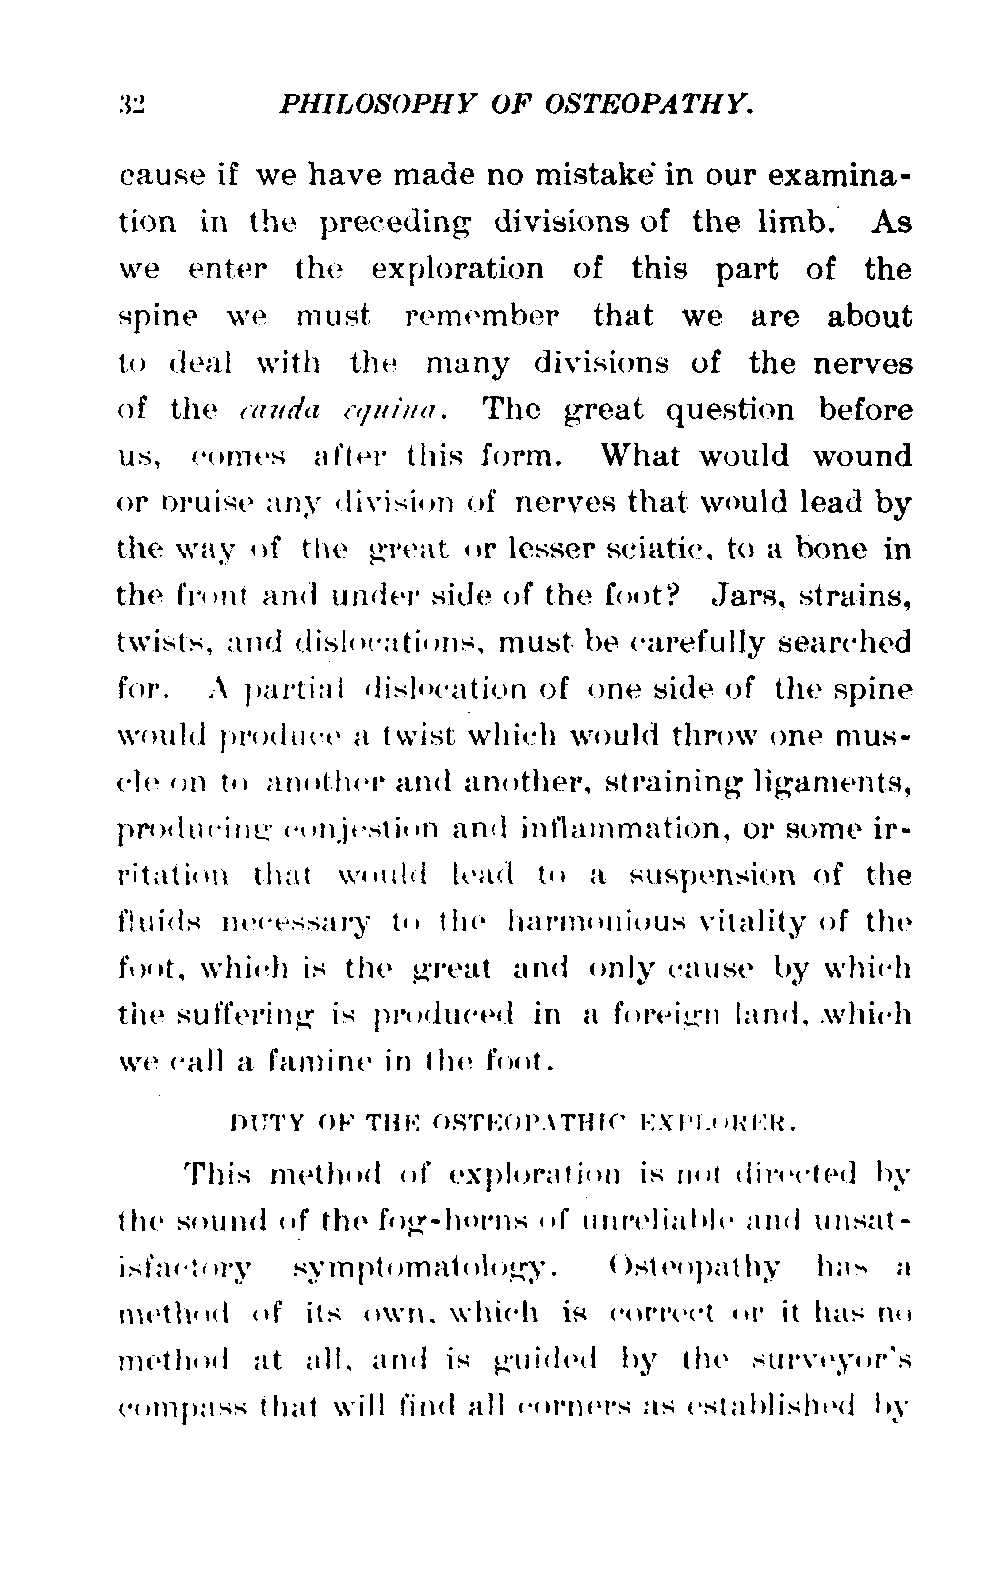 32 PHILOSOPHY OF OSTEOPATHY.
cause if we have made no mistake in our examina-
tion in the preceding divisions of the limb. As
we enter the exploration of this part of the
spine we must remember that we are about
to deal with the many divisions of the nerves
of the cauda equina. The great question before
us, comes after this form. What would wound
or bruise any division of nerves that would lead by
the way of the great or lesser sciatic, to a bone in
the front and under side of the foot? Jars, strains,
twists, and dislocations, must be carefully searched
for. A partial dislocation of one side of the spine
would produce a twist which would throw one mus-
cle on to another and another, straining ligaments,
producing conjestion and inflammation, or some ir-
ritation that would lead to a suspension of the
fluids necessary to the harmonious vitality of the
foot, which is the great and only cause by which
the suffering is produced in a foreign land, which
we call a famine in the foot.
DUTY OF THE OSTEOPATHIC EXPLORER.
This method of exploration is not directed by
the sound of the fog-horns of unreliable and unsat-
isfactory symptomatology. Osteopathy has a
method of its own, which is correct or it has no
method at all, and is guided by the surveyor's
compass that will find all corners as established by